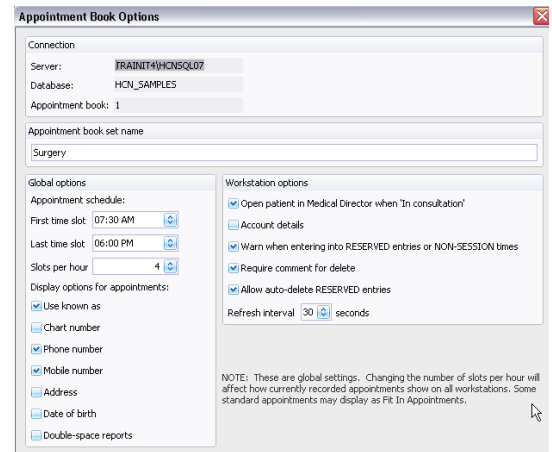 Appointment Book Options
Connection
Server: TRAINIT4\HCNSQL07
Database: HCN_SAMPLES
Appointment book: 1
Appointment book set name
Surgery
Global options
Appointment schedule:
First time slot 07:30 AM
Last time slot 06:00 PM
Slots per hour 4
Display options for appointments:
Use known as
Chart number
Phone number
Mobile number
Address
Date of birth
Double-space reports
Workstation options
Open patient in Medical Director when 'In consultation'
Account details
Warn when entering into RESERVED entries or NON-SESSION times
Require comment for delete
Allow auto-delete RESERVED entries
Refresh interval 30 seconds
NOTE: These are global settings. Changing the number of slots per hour will
affect how currently recorded appointments show on all workstations. Some
standard appointments may display as Fit In Appointments.